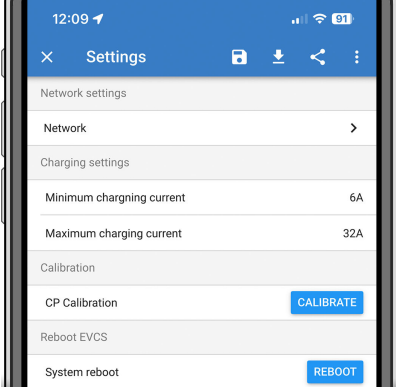 12:09
91
Settings
Network settings
Network
Charging settings
Minimum chargning current 6A
Maximum charging current 32A
Calibration
CP Calibration CALIBRATE
Reboot EVCS
System reboot REBOOT